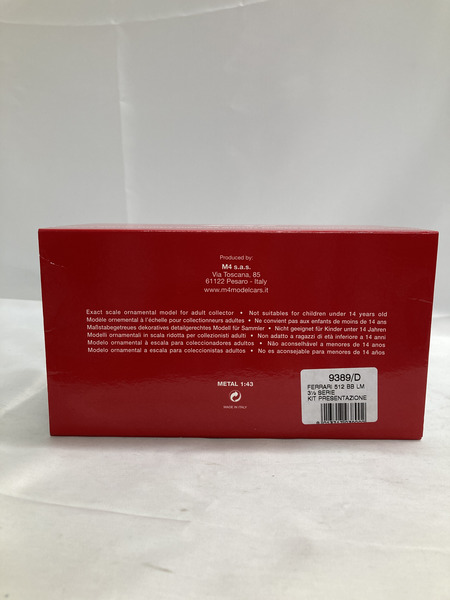 Produced by:
M4 s.a.s.
Via Toscana, 85
61122 Pesaro - Italy
www.m4modelcars.it
Exact scale ornamental model for adult collector • Not suitables for children under 14 years old
Modèle ornemental à l'échelle pour collectionneurs adultes • Ne convient pas aux enfants de moins de 14 ans
Maßstabegetreues dekoratives detailgerechtes Modell für Sammler • Nicht geeignet für Kinder unter 14 Jahren
Modelli ornamentali in scala ridotta per collezionisti adulti • Non adatto a ragazzi di età inferiore a 14 anni
Modelo ornamental à escala para coleccionadores adultos • Não aconselhável a menores de 14 anos
Modelo ornamental a escala para coleccionistas adultos • No es aconsejable para menores de 14 años
METAL 1:43
MADE IN ITALY
9389/D
FERRARI 512 BB LM
3½ SERIE
KIT PRESENTAZIONE